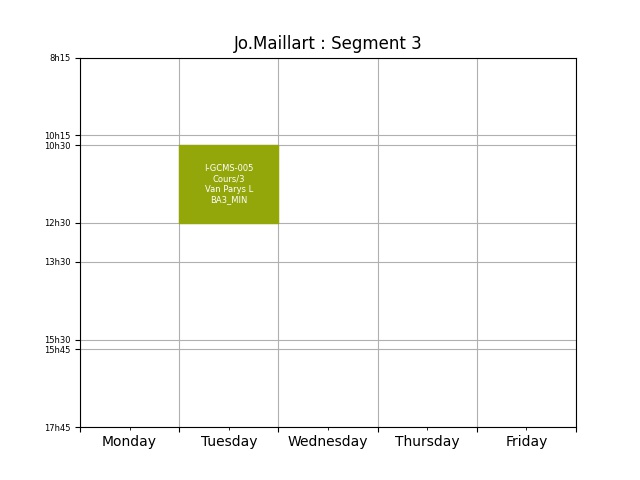 Jo.Maillart : Segment 3
8h15
10h15
10h30
I-GCMS-005
Cours/3
Van Parys L
BA3_MIN
12h30
13h30
15h30
15h45
17h45
Monday Tuesday Wednesday Thursday Friday